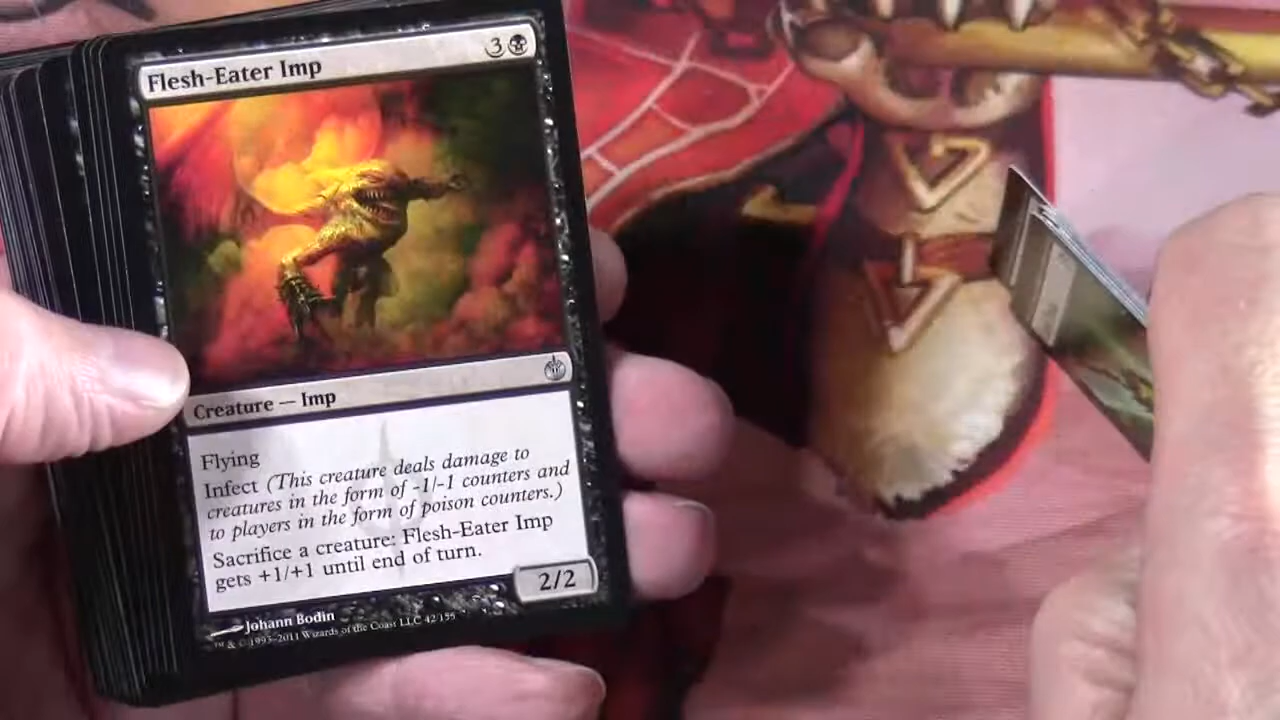 Flesh-Eater Imp 3
Creature — Imp
Flying
Infect (This creature deals damage to
creatures in the form of -1/-1 counters and
to players in the form of poison counters.)
Sacrifice a creature: Flesh-Eater Imp
gets +1/+1 until end of turn.
2/2
Johann Bodin
™ & © 1993–2011 Wizards of the Coast LLC 42/155